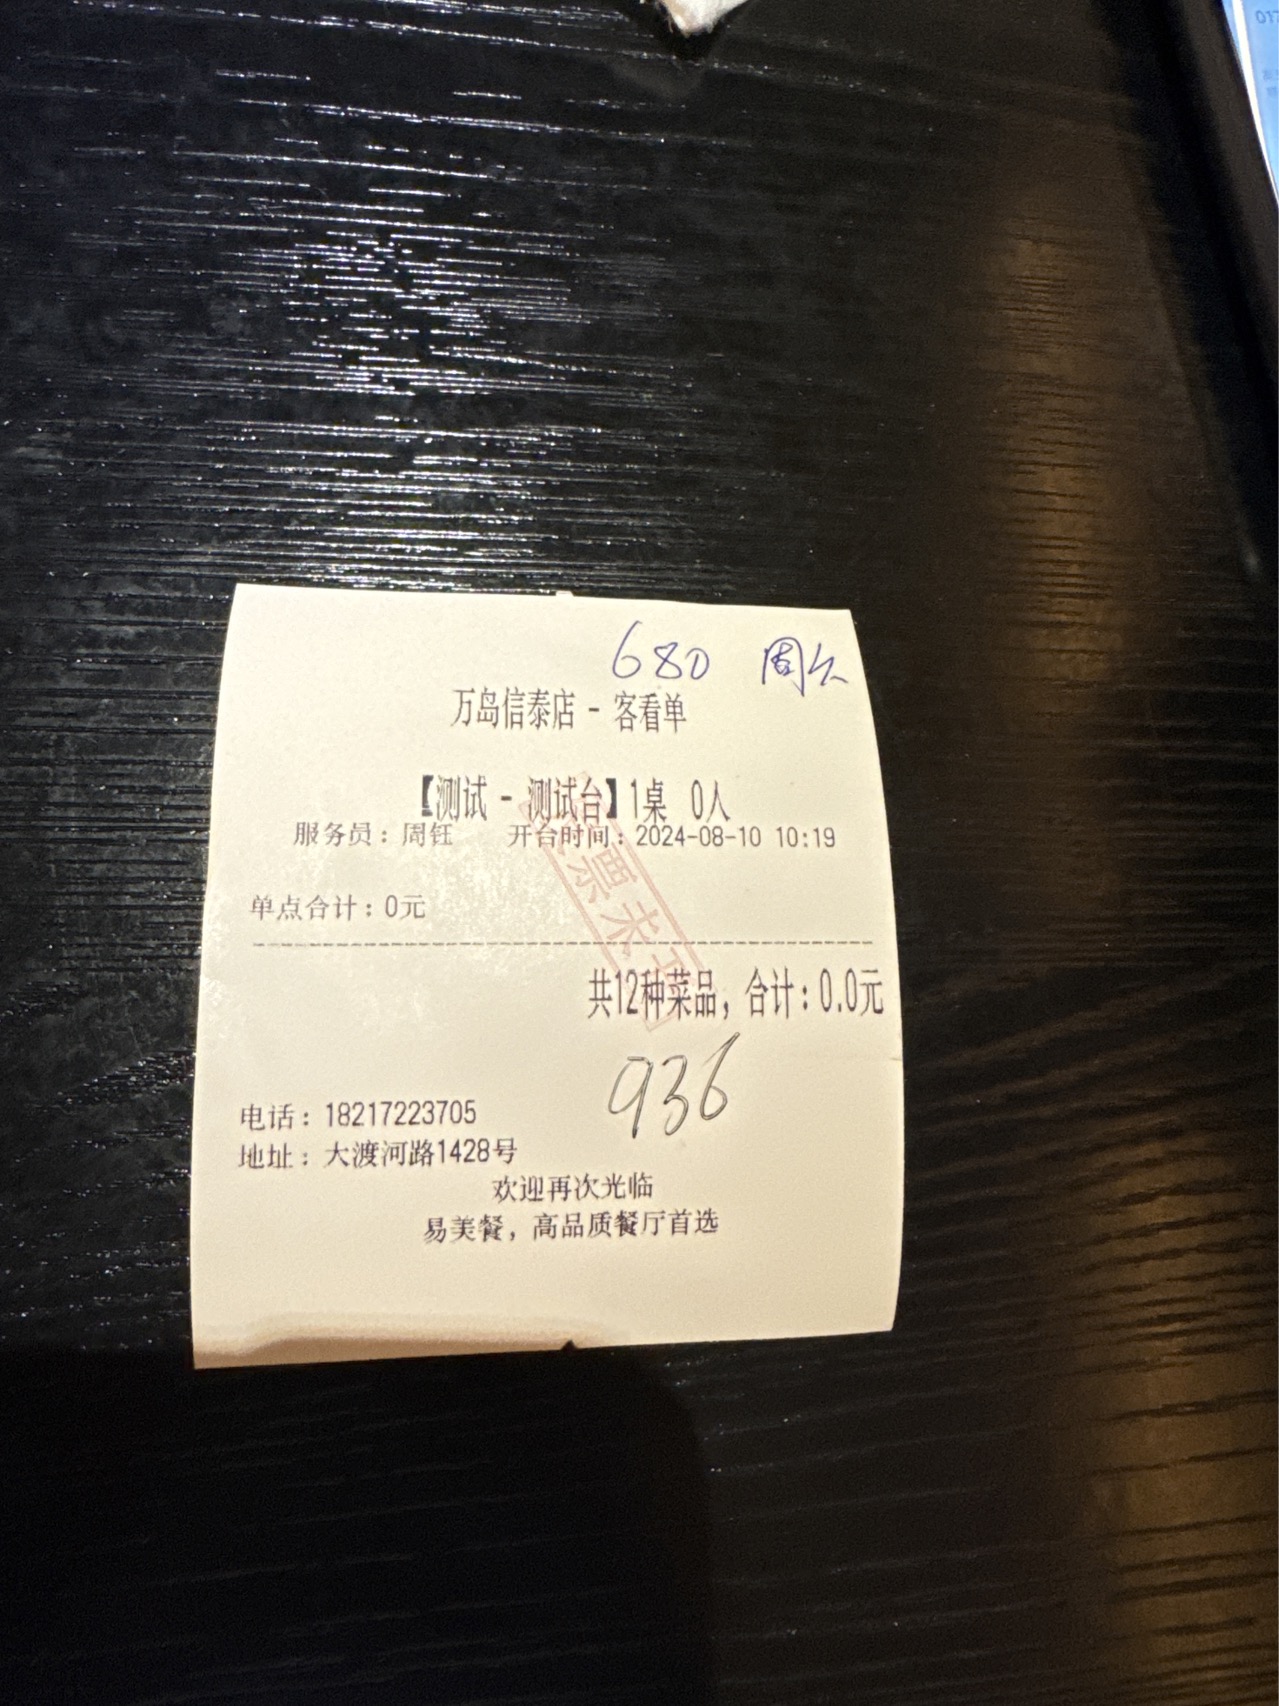 680 周
万岛信泰店 - 客看单
【测试 - 测试台】1桌 0人
服务员：周钰 开台时间：2024-08-10 10:19
票未
单点合计：0元
共12种菜品，合计：0.0元
936
电话：18217223705
地址：大渡河路1428号
欢迎再次光临
易美餐，高品质餐厅首选